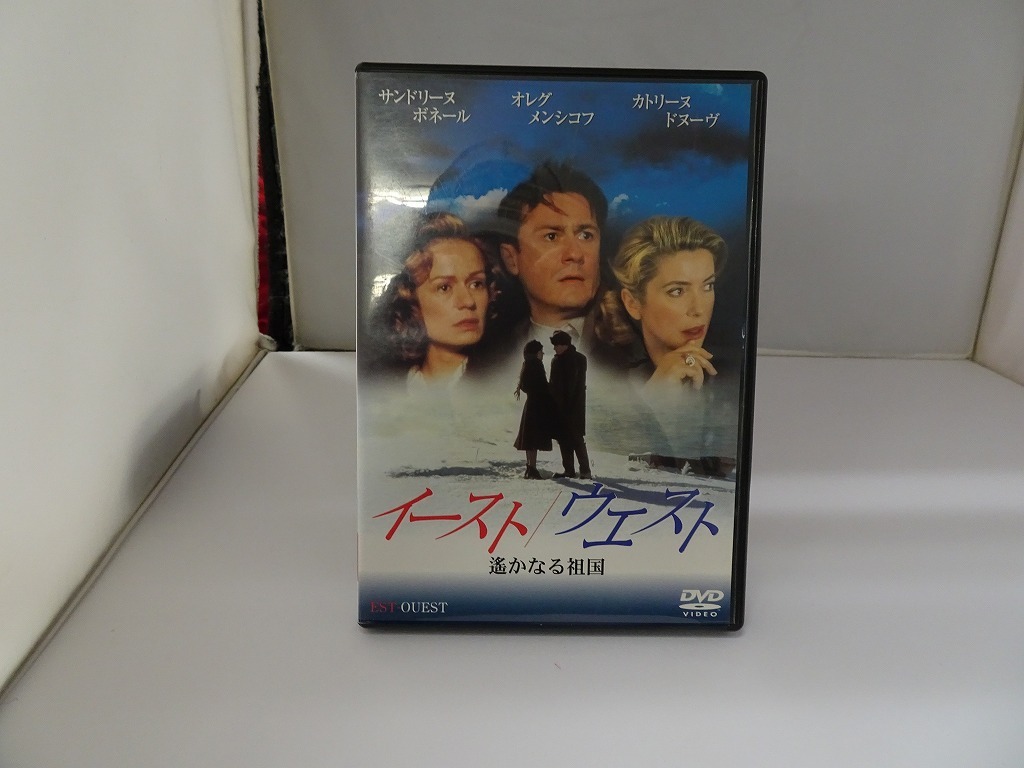 サンドリーヌ
ボネール
オレグ
メンシコフ
カトリーヌ
ドヌーヴ
イースト/ウエスト
遙かなる祖国
EST-OUEST
DVD
VIDEO